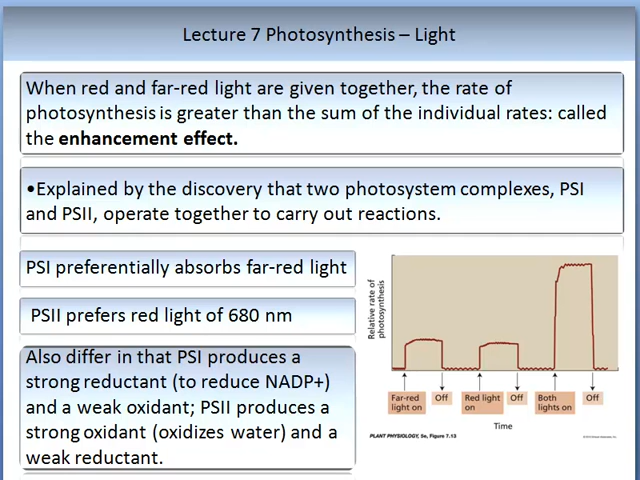 Lecture 7 Photosynthesis – Light
When red and far-red light are given together, the rate of
photosynthesis is greater than the sum of the individual rates: called
the enhancement effect.
•Explained by the discovery that two photosystem complexes, PSI
and PSII, operate together to carry out reactions.
PSI preferentially absorbs far-red light
PSII prefers red light of 680 nm
Also differ in that PSI produces a
strong reductant (to reduce NADP+)
and a weak oxidant; PSII produces a
strong oxidant (oxidizes water) and a
weak reductant.
Relative rate of
photosynthesis
Far-red
light on
Off
Red light
on
Off
Both
lights on
Off
Time
PLANT PHYSIOLOGY, 5e, Figure 7.13